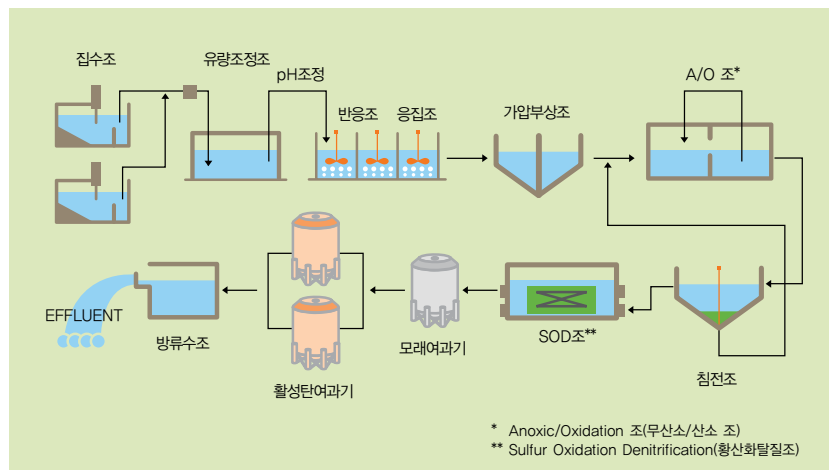 집수조
유량조정조
pH조정
반응조
응집조
가압부상조
A/O 조*
EFFLUENT
방류수조
활성탄여과기
모래여과기
SOD조**
침전조
* Anoxic/Oxidation 조(무산소/산소 조)
** Sulfur Oxidation Denitrification(황산화탈질조)